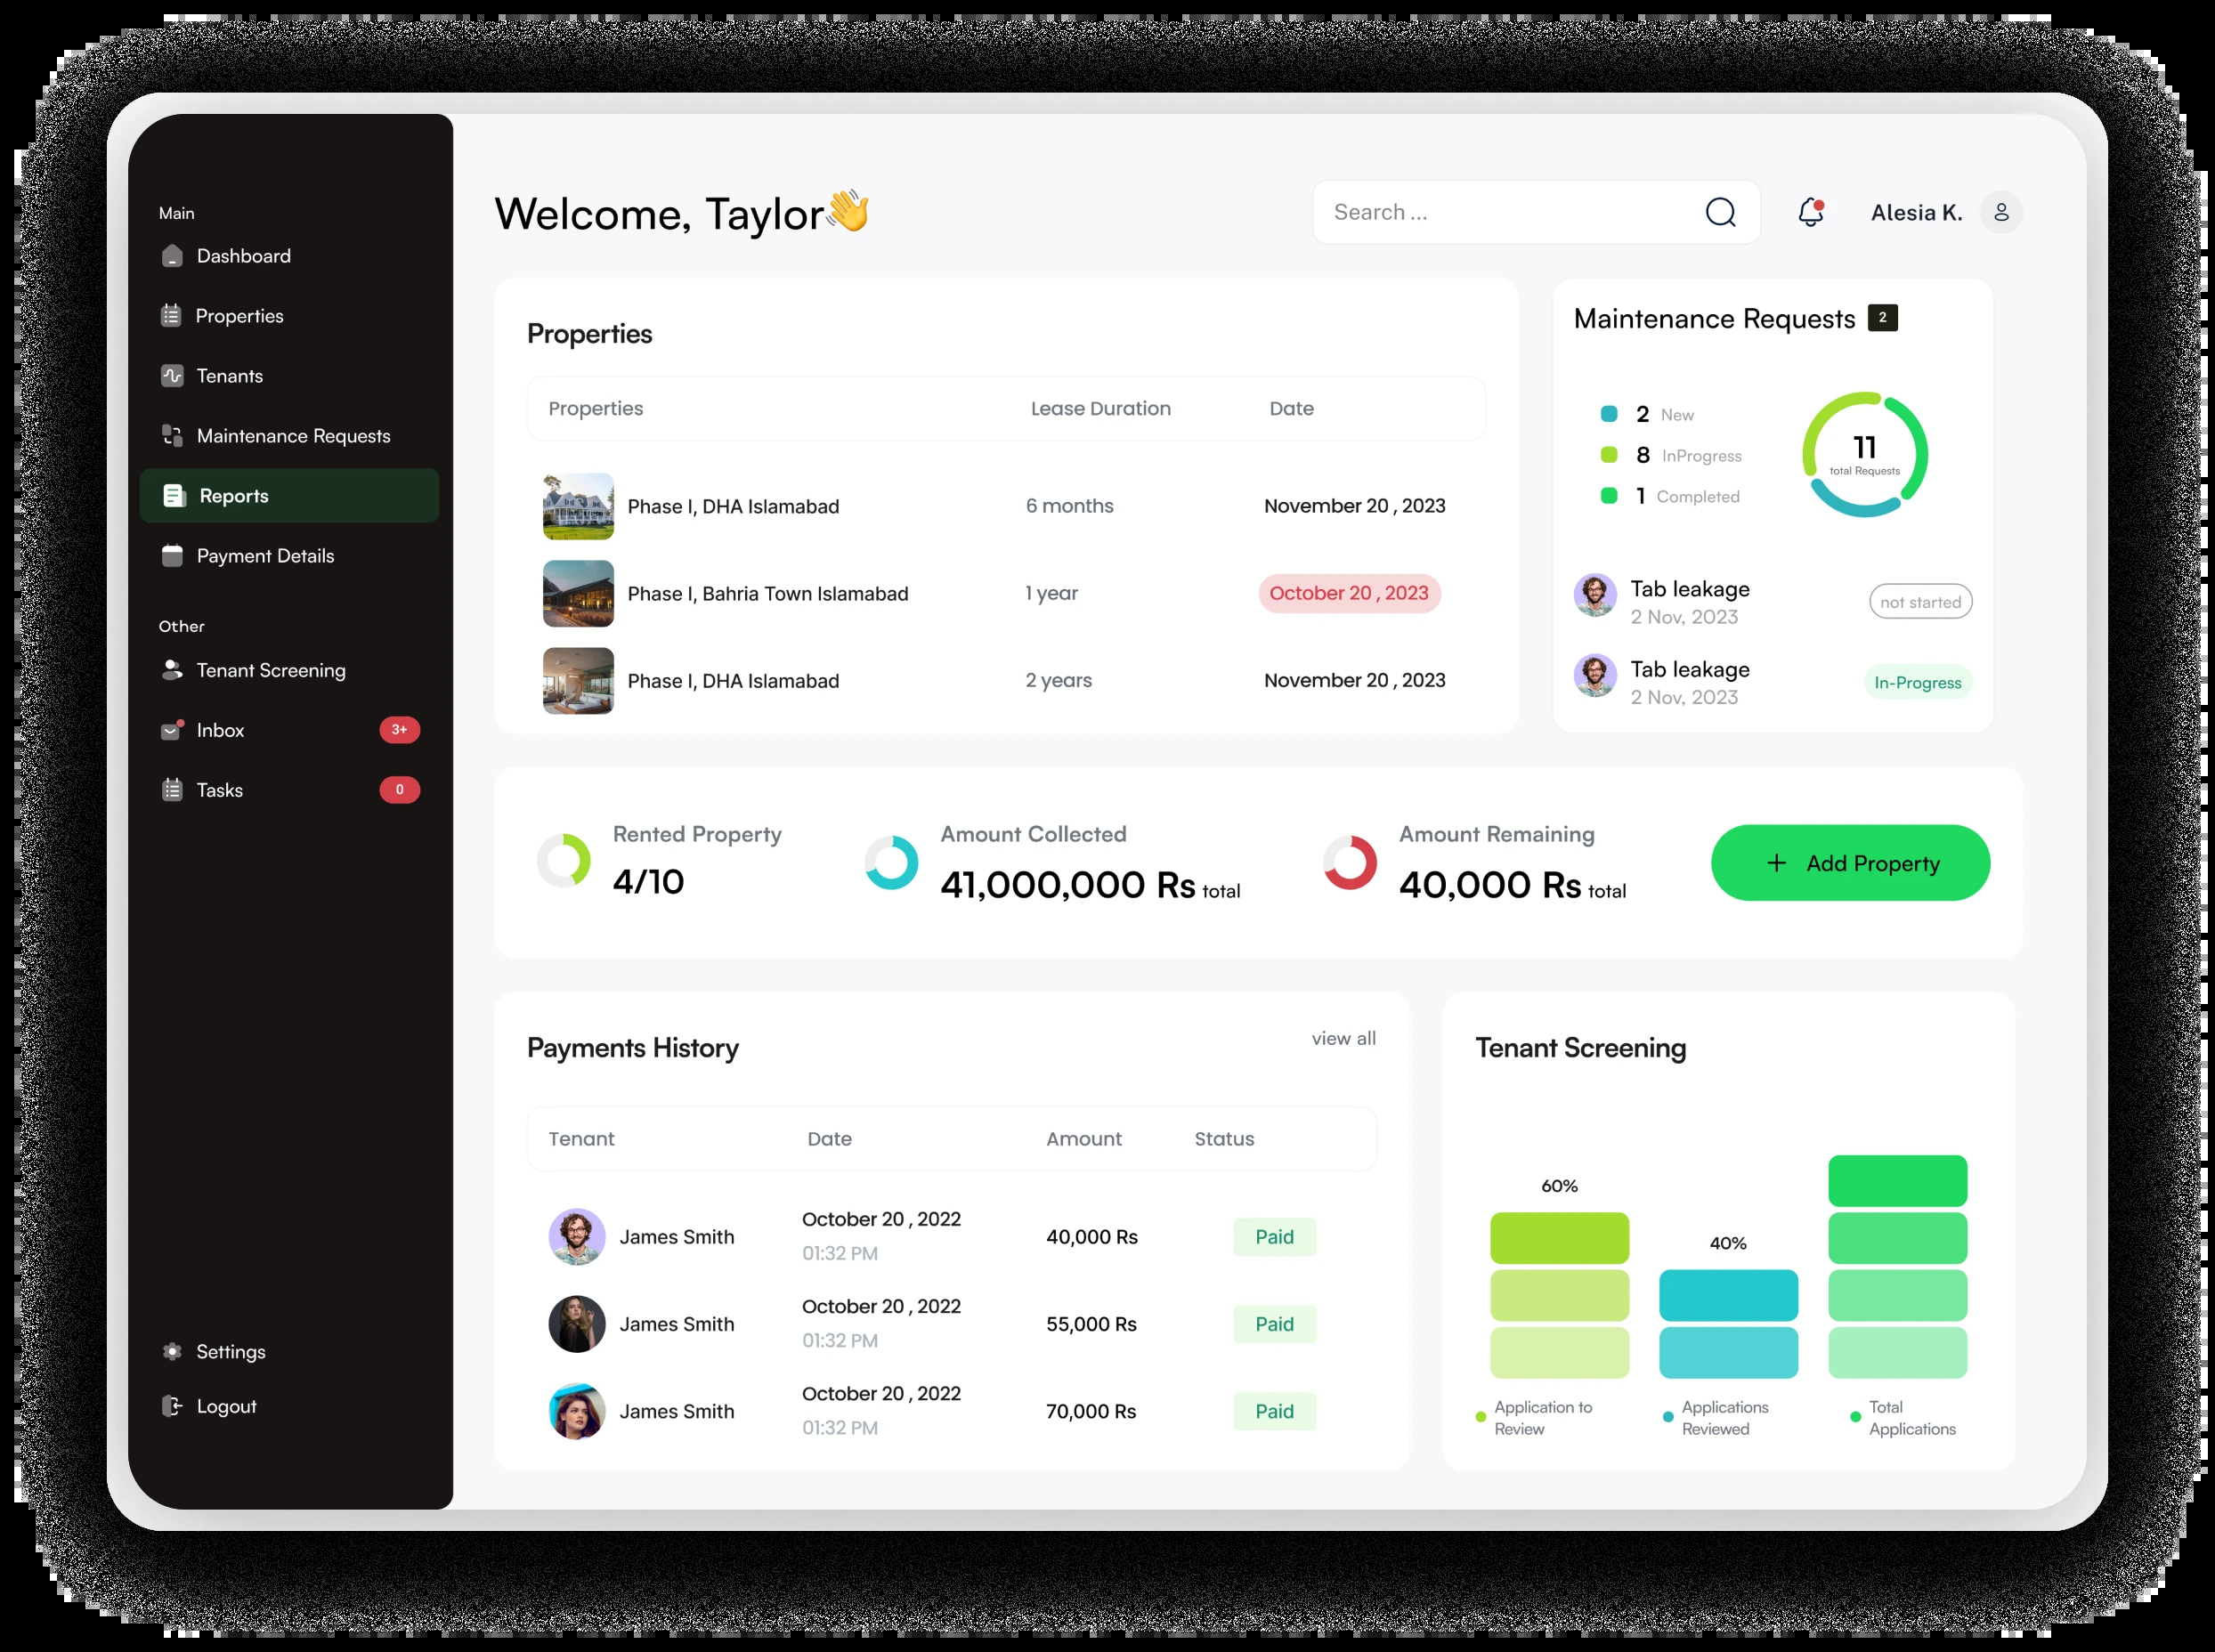 Main
Dashboard
Properties
Tenants
Maintenance Requests
Reports
Payment Details
Other
Tenant Screening
Inbox 3+
Tasks 0
Settings
Logout
Welcome, Taylor👋
Search ...
Alesia K.
Properties
Properties Lease Duration Date
Phase I, DHA Islamabad 6 months November 20 , 2023
Phase I, Bahria Town Islamabad 1 year October 20 , 2023
Phase I, DHA Islamabad 2 years November 20 , 2023
Maintenance Requests 2
2 New
8 InProgress
1 Completed
11
total Requests
Tab leakage
2 Nov, 2023
not started
Tab leakage
2 Nov, 2023
In-Progress
Rented Property
4/10
Amount Collected
41,000,000 Rs total
Amount Remaining
40,000 Rs total
+ Add Property
Payments History
view all
Tenant Date Amount Status
James Smith October 20 , 2022 40,000 Rs Paid
01:32 PM
James Smith October 20 , 2022 55,000 Rs Paid
01:32 PM
James Smith October 20 , 2022 70,000 Rs Paid
01:32 PM
Tenant Screening
60%
40%
Application to
Review
Applications
Reviewed
Total
Applications